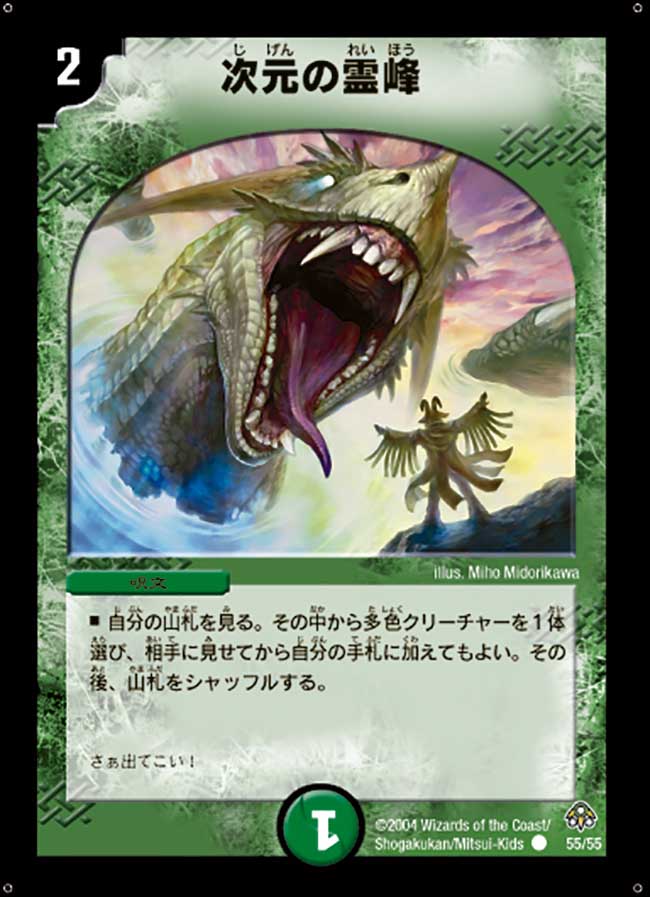 2
次元の霊峰
じげん れいほう
illus. Miho Midorikawa
呪文
■ 自分の山札を見る。その中から多色クリーチャーを1体
選び、相手に見せてから自分の手札に加えてもよい。その
後、山札をシャッフルする。
さぁ出てこい！
1
©2004 Wizards of the Coast/
Shogakukan/Mitsui-Kids
55/55